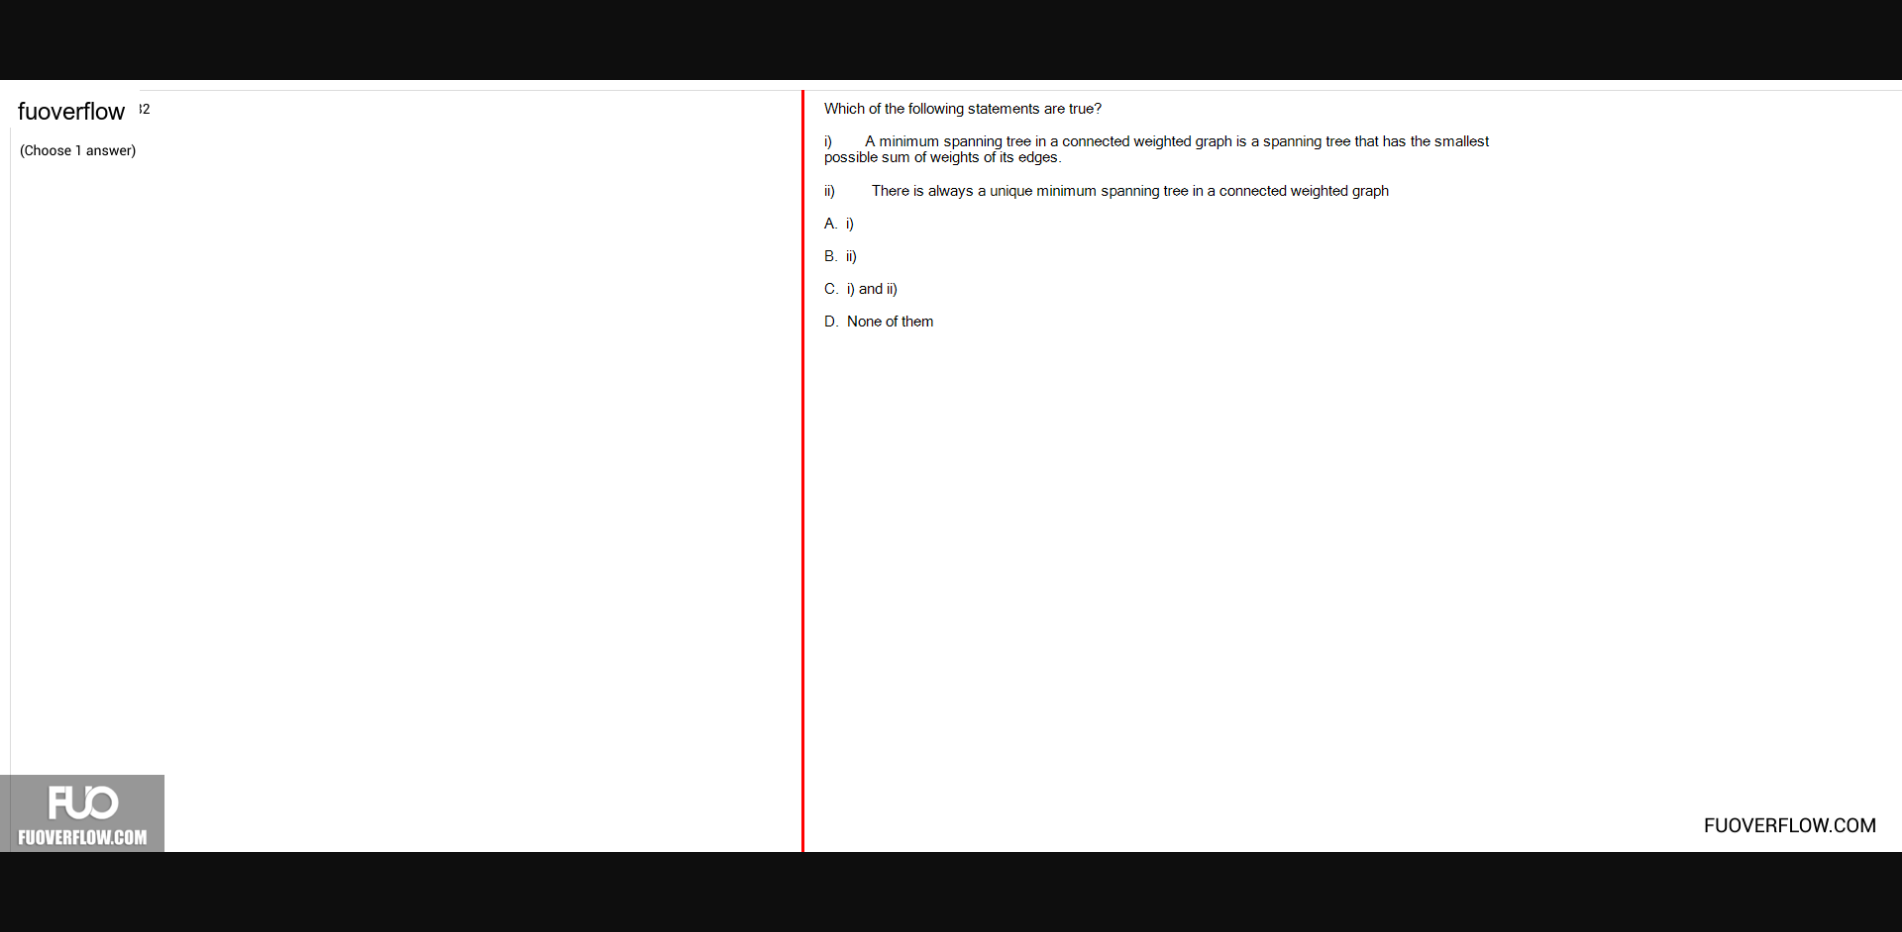 fuoverflow 32
(Choose 1 answer)
Which of the following statements are true?
i) A minimum spanning tree in a connected weighted graph is a spanning tree that has the smallest
possible sum of weights of its edges.
ii) There is always a unique minimum spanning tree in a connected weighted graph
A. i)
B. ii)
C. i) and ii)
D. None of them
FUO
FUOVERFLOW.COM
FUOVERFLOW.COM